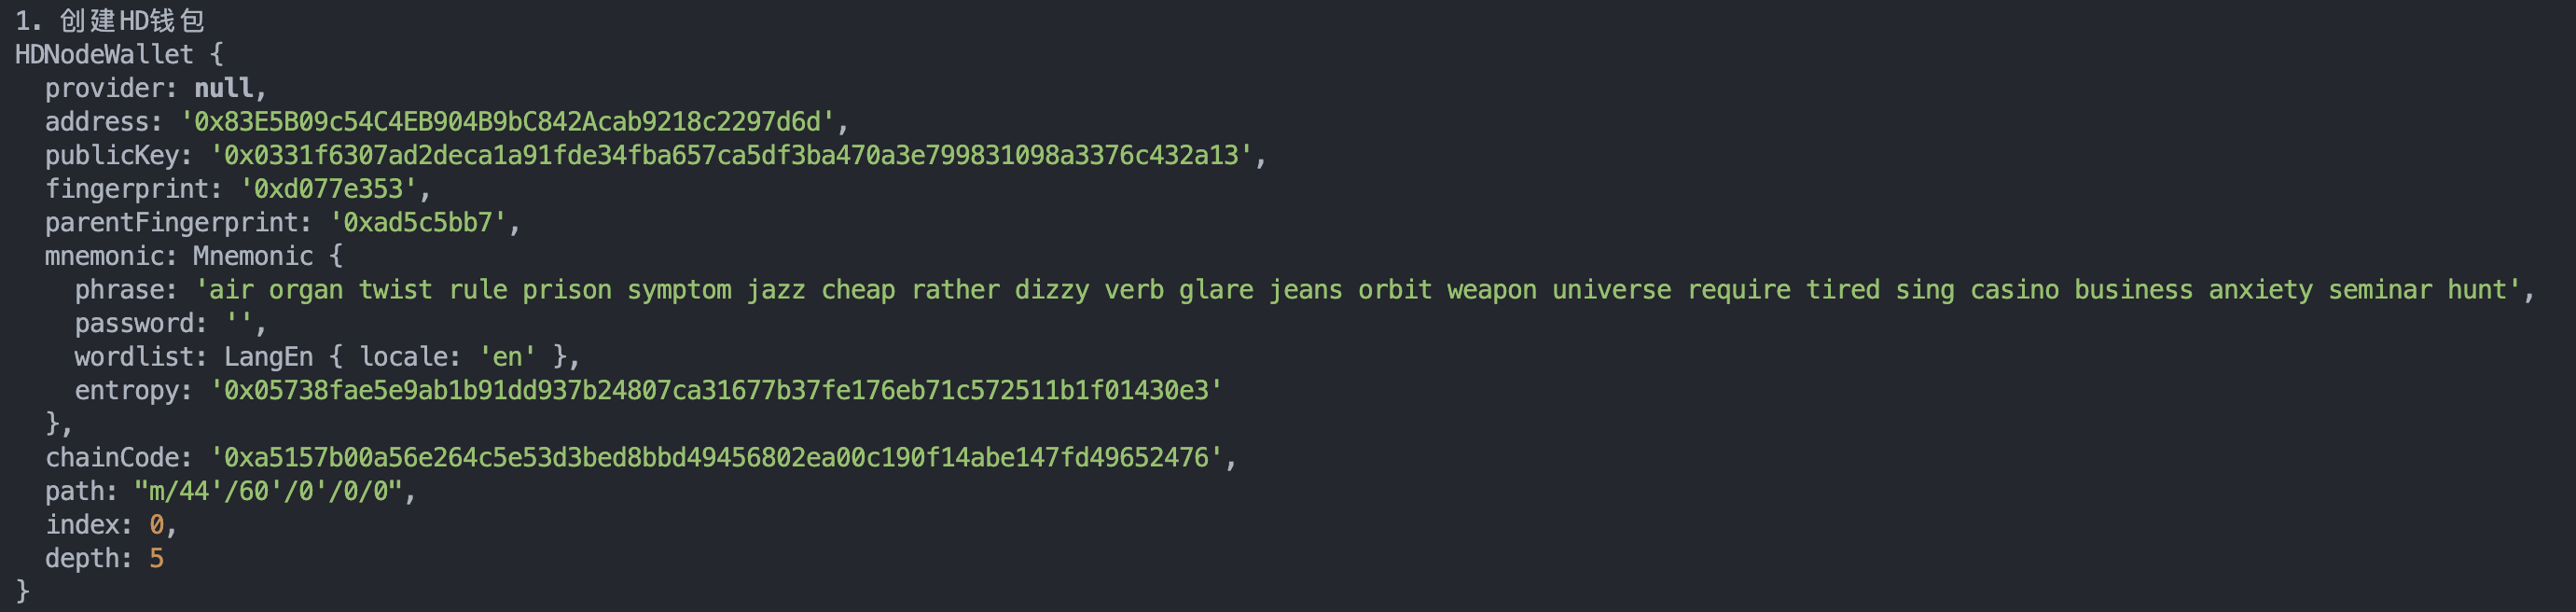 1. 创建HD钱包
HDNodeWallet {
  provider: null,
  address: '0x83E5B09c54C4EB904B9bC842Acab9218c2297d6d',
  publicKey: '0x0331f6307ad2deca1a91fde34fba657ca5df3ba470a3e799831098a3376c432a13',
  fingerprint: '0xd077e353',
  parentFingerprint: '0xad5c5bb7',
  mnemonic: Mnemonic {
    phrase: 'air organ twist rule prison symptom jazz cheap rather dizzy verb glare jeans orbit weapon universe require tired sing casino business anxiety seminar hunt',
    password: '',
    wordlist: LangEn { locale: 'en' },
    entropy: '0x05738fae5e9ab1b91dd937b24807ca31677b37fe176eb71c572511b1f01430e3'
  },
  chainCode: '0xa5157b00a56e264c5e53d3bed8bbd49456802ea00c190f14abe147fd49652476',
  path: "m/44'/60'/0'/0/0",
  index: 0,
  depth: 5
}